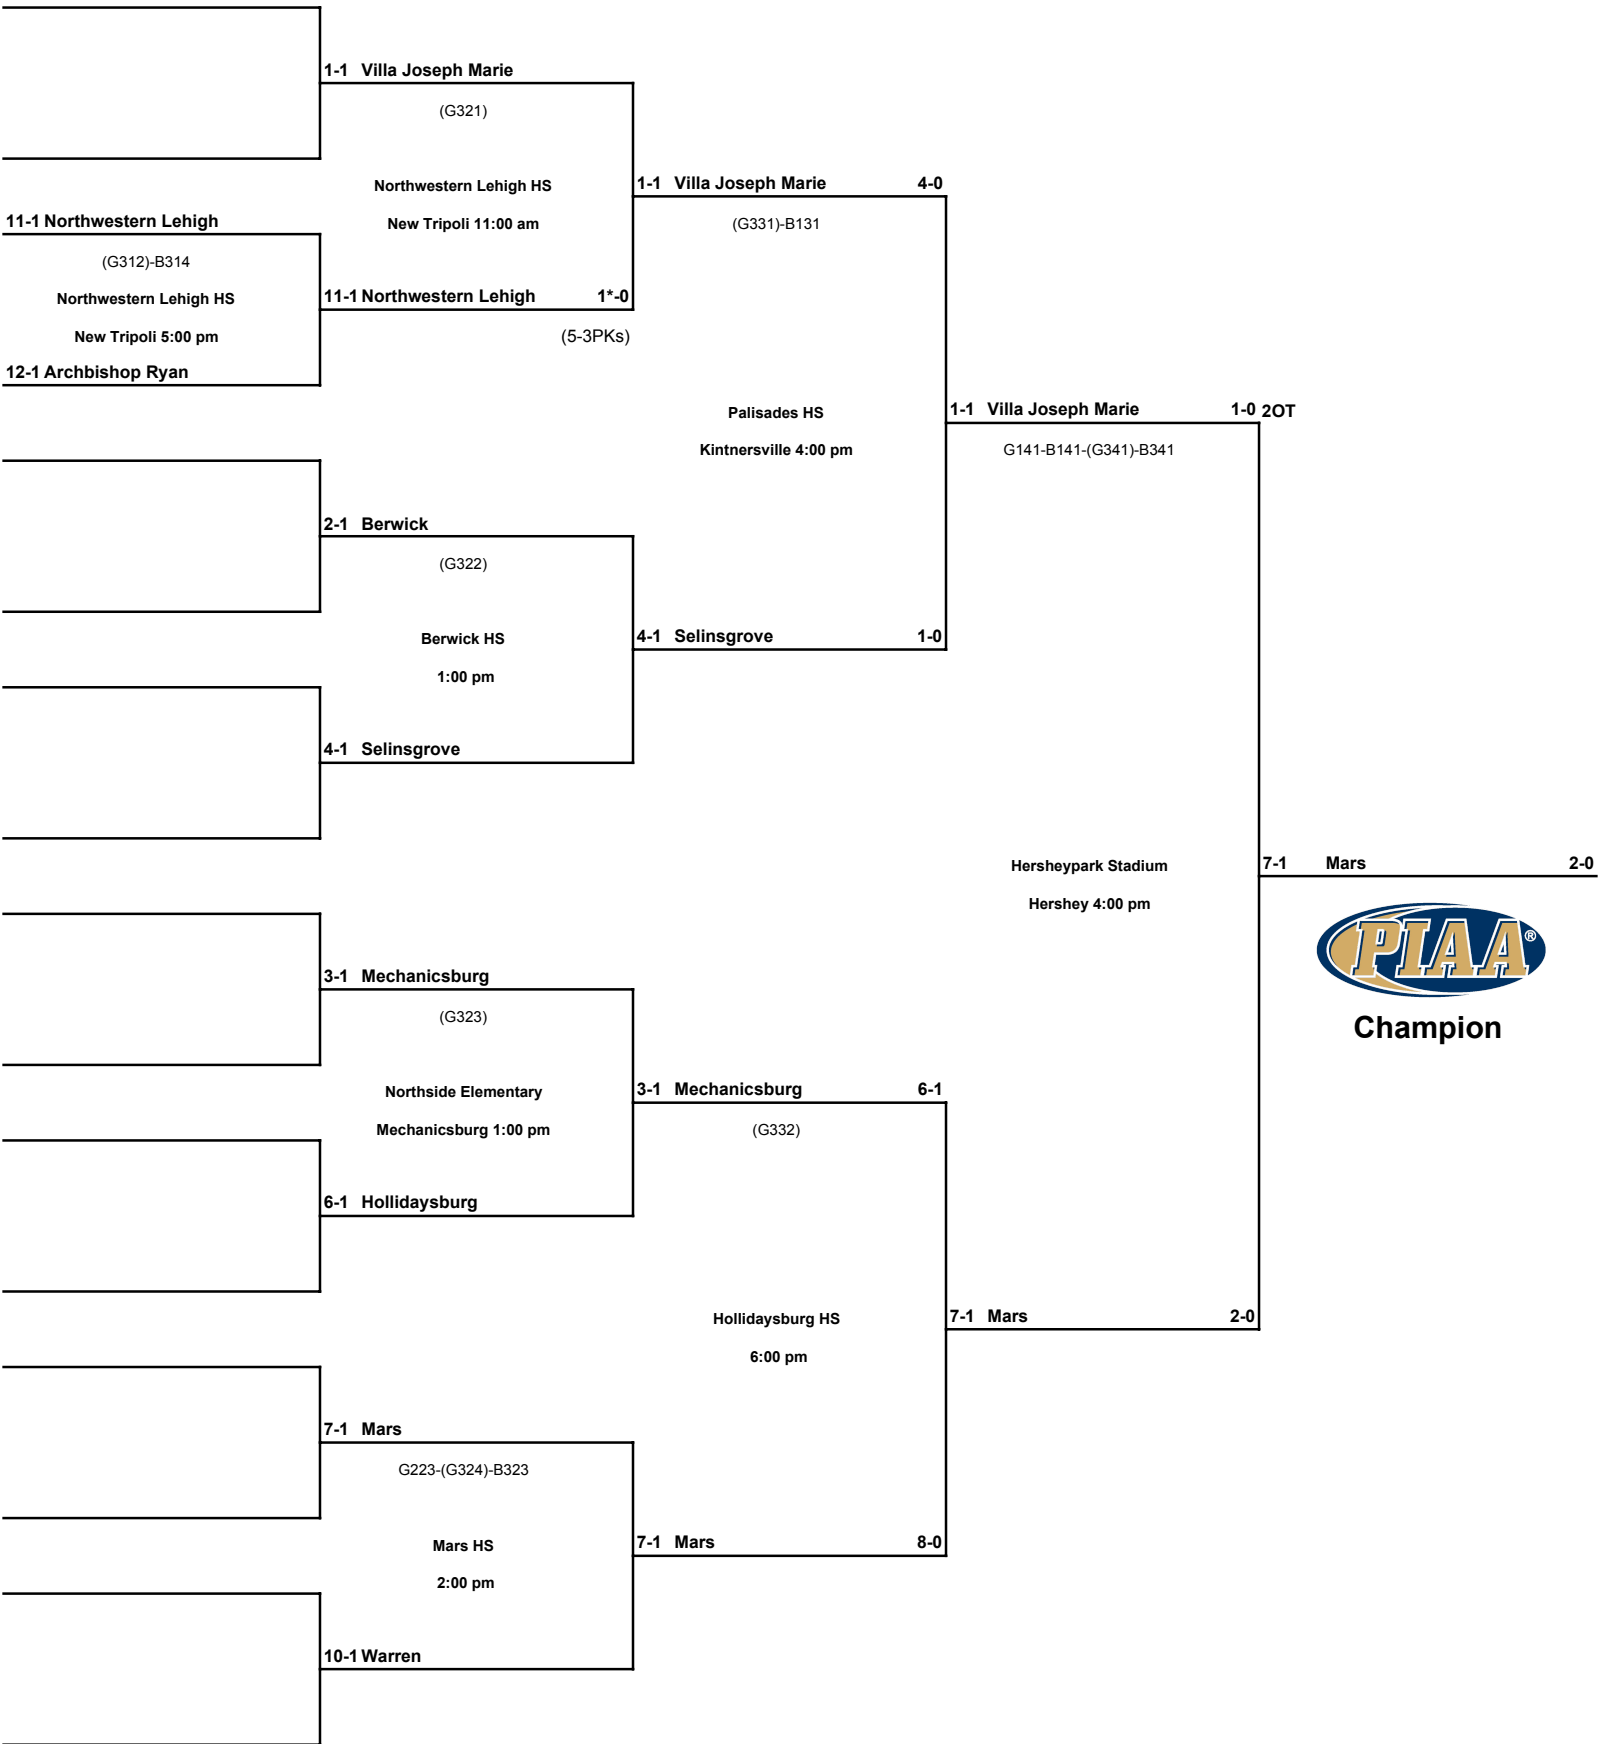 1-1 Villa Joseph Marie
(G321)
Northwestern Lehigh HS
1-1 Villa Joseph Marie 4-0
11-1 Northwestern Lehigh
New Tripoli 11:00 am
(G331)-B131
(G312)-B314
Northwestern Lehigh HS
11-1 Northwestern Lehigh 1*-0
New Tripoli 5:00 pm
(5-3PKs)
12-1 Archbishop Ryan
Palisades HS
1-1 Villa Joseph Marie 1-0 2OT
Kintnersville 4:00 pm
G141-B141-(G341)-B341
2-1 Berwick
(G322)
Berwick HS
4-1 Selinsgrove 1-0
1:00 pm
4-1 Selinsgrove
Hersheypark Stadium
7-1 Mars 2-0
Hershey 4:00 pm
PIAA®
3-1 Mechanicsburg
(G323)
Champion
Northside Elementary
3-1 Mechanicsburg 6-1
Mechanicsburg 1:00 pm
(G332)
6-1 Hollidaysburg
Hollidaysburg HS
7-1 Mars 2-0
6:00 pm
7-1 Mars
G223-(G324)-B323
Mars HS
7-1 Mars 8-0
2:00 pm
10-1 Warren